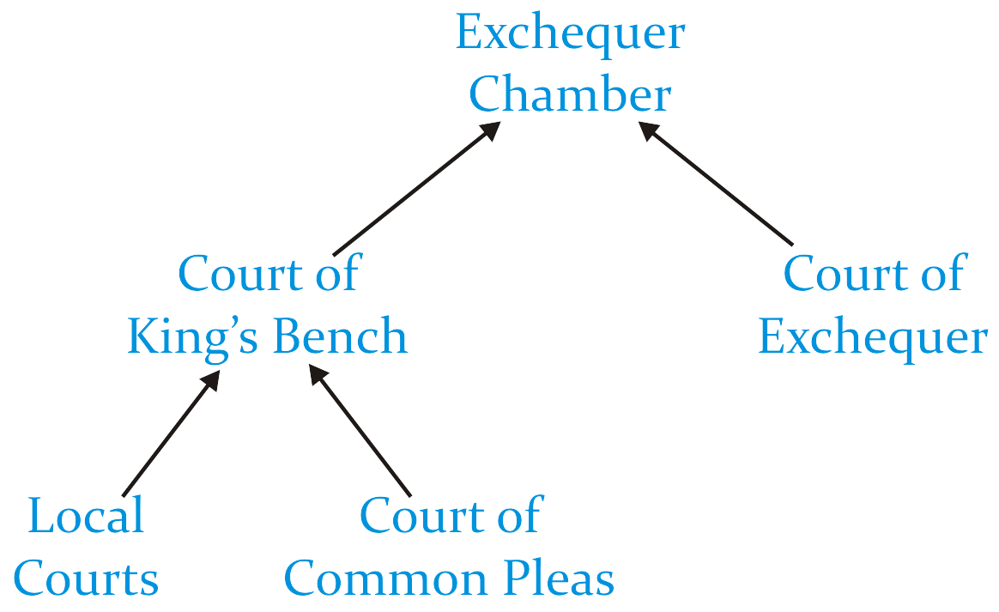 Exchequer
Chamber
Court of
King’s Bench
Court of
Exchequer
Local
Courts
Court of
Common Pleas